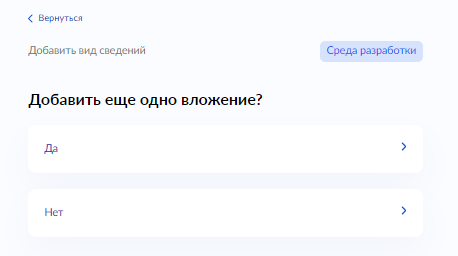 Вернуться
Добавить вид сведений
Среда разработки
Добавить еще одно вложение?
Да
Нет